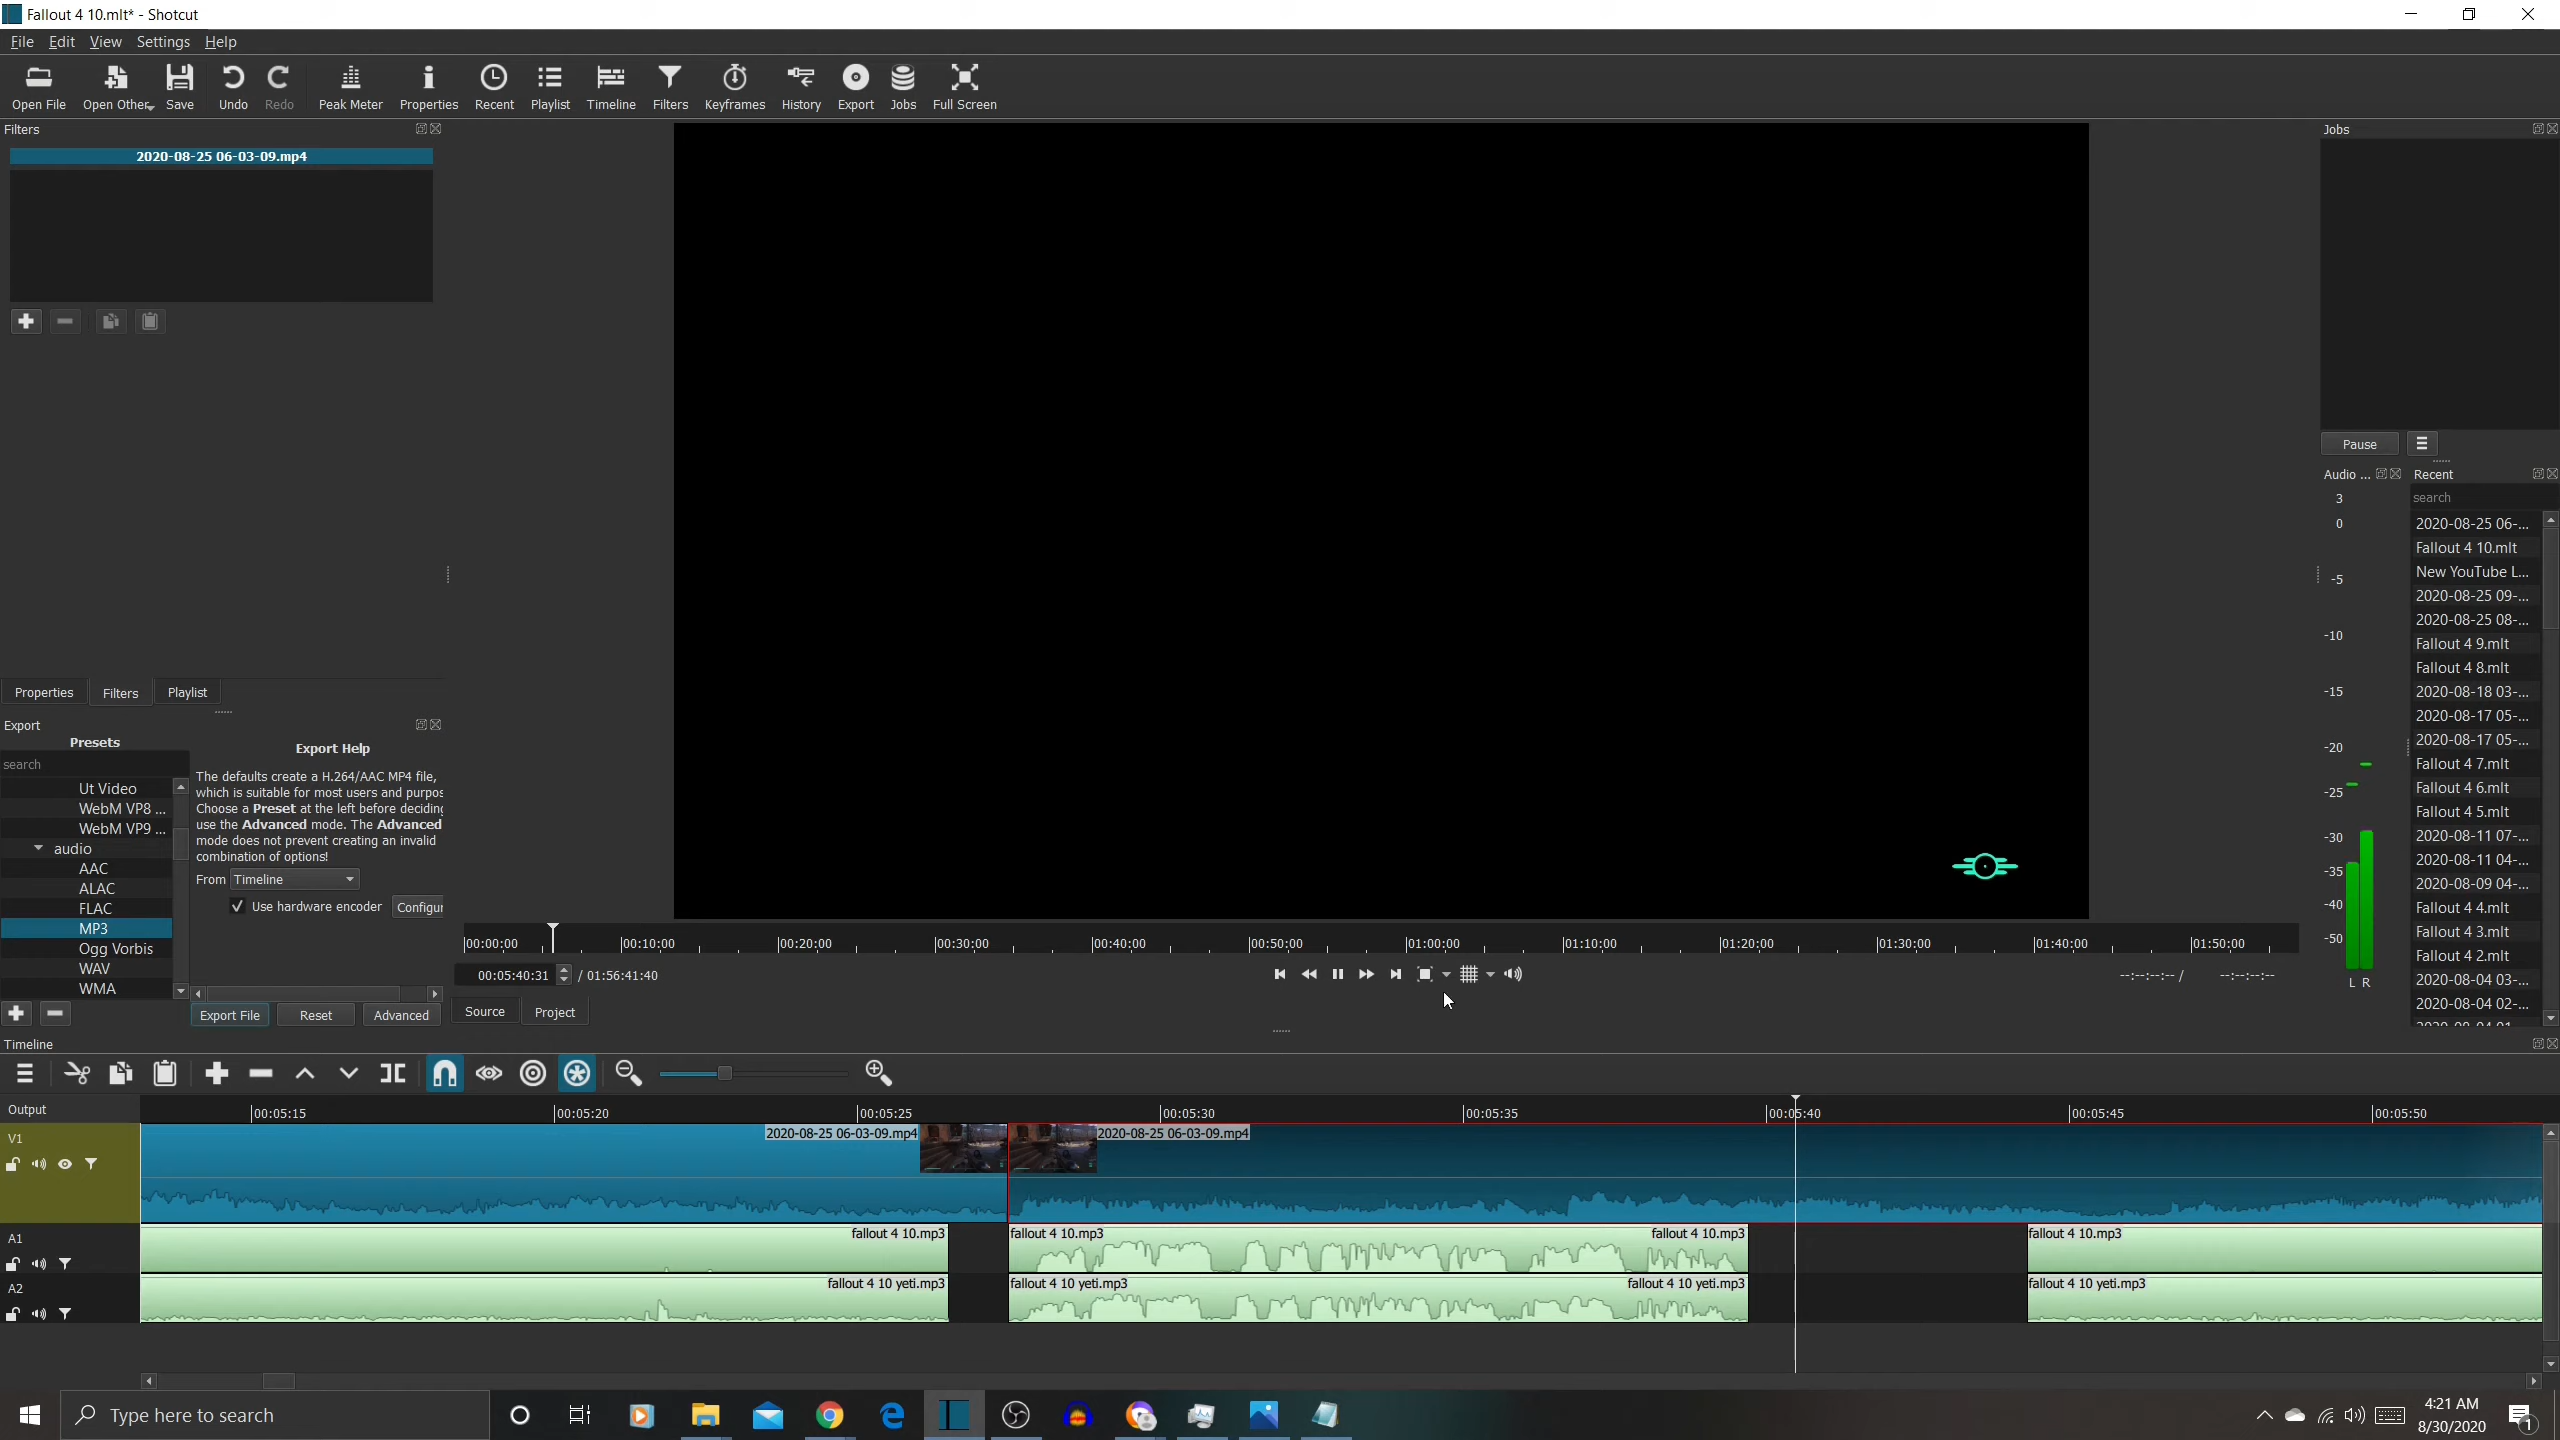 Fallout 4 10.mlt* - Shotcut
File Edit View Settings Help
Open File Open Other Save Undo Redo Peak Meter Properties Recent Playlist Timeline Filters Keyframes History Export Jobs Full Screen
Filters
2020-08-25 06-03-09.mp4
Properties Filters Playlist
Export
Presets
search
Ut Video
WebM VP8 ...
WebM VP9 ...
audio
AAC
ALAC
FLAC
MP3
Ogg Vorbis
WAV
WMA
Export Help
The defaults create a H.264/AAC MP4 file,
which is suitable for most users and purpos
Choose a Preset at the left before deciding
use the Advanced mode. The Advanced
mode does not prevent creating an invalid
combination of options!
From Timeline
Use hardware encoder Configur
Export File Reset Advanced
00:00:00 00:10:00 00:20:00 00:30:00 00:40:00 00:50:00 01:00:00 01:10:00 01:20:00 01:30:00 01:40:00 01:50:00
00:05:40:31 / 01:56:41:40
--:--:--:-- / --:--:--:--
Source Project
Jobs
Pause
Audio ...
3
0
-5
-10
-15
-20
-25
-30
-35
-40
-50
L R
Recent
search
2020-08-25 06-...
Fallout 4 10.mlt
New YouTube L...
2020-08-25 09-...
2020-08-25 08-...
Fallout 4 9.mlt
Fallout 4 8.mlt
2020-08-18 03-...
2020-08-17 05-...
2020-08-17 05-...
Fallout 4 7.mlt
Fallout 4 6.mlt
Fallout 4 5.mlt
2020-08-11 07-...
2020-08-11 04-...
2020-08-09 04-...
Fallout 4 4.mlt
Fallout 4 3.mlt
Fallout 4 2.mlt
2020-08-04 03-...
2020-08-04 02-...
Timeline
Output
00:05:15 00:05:20 00:05:25 00:05:30 00:05:35 00:05:40 00:05:45 00:05:50
V1
2020-08-25 06-03-09.mp4 2020-08-25 06-03-09.mp4
A1
fallout 4 10.mp3 fallout 4 10.mp3 fallout 4 10.mp3 fallout 4 10.mp3
A2
fallout 4 10 yeti.mp3 fallout 4 10 yeti.mp3 fallout 4 10 yeti.mp3 fallout 4 10 yeti.mp3
Type here to search
4:21 AM
8/30/2020
1